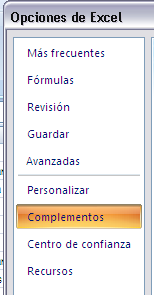 Opciones de Excel
Más frecuentes
Fórmulas
Revisión
Guardar
Avanzadas
Personalizar
Complementos
Centro de confianza
Recursos